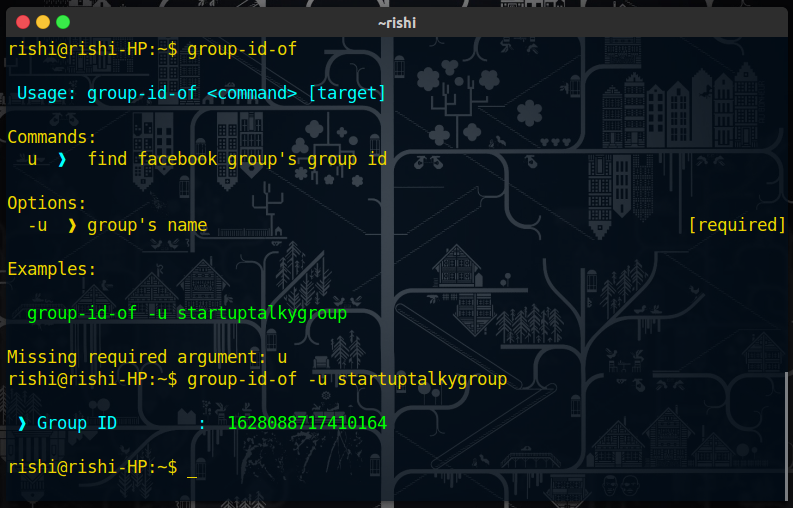 ~rishi
rishi@rishi-HP:~$ group-id-of
Usage: group-id-of <command> [target]
Commands:
u ❱ find facebook group's group id
Options:
-u ❱ group's name [required]
Examples:
group-id-of -u startuptalkygroup
Missing required argument: u
rishi@rishi-HP:~$ group-id-of -u startuptalkygroup
❱ Group ID : 1628088717410164
rishi@rishi-HP:~$ _